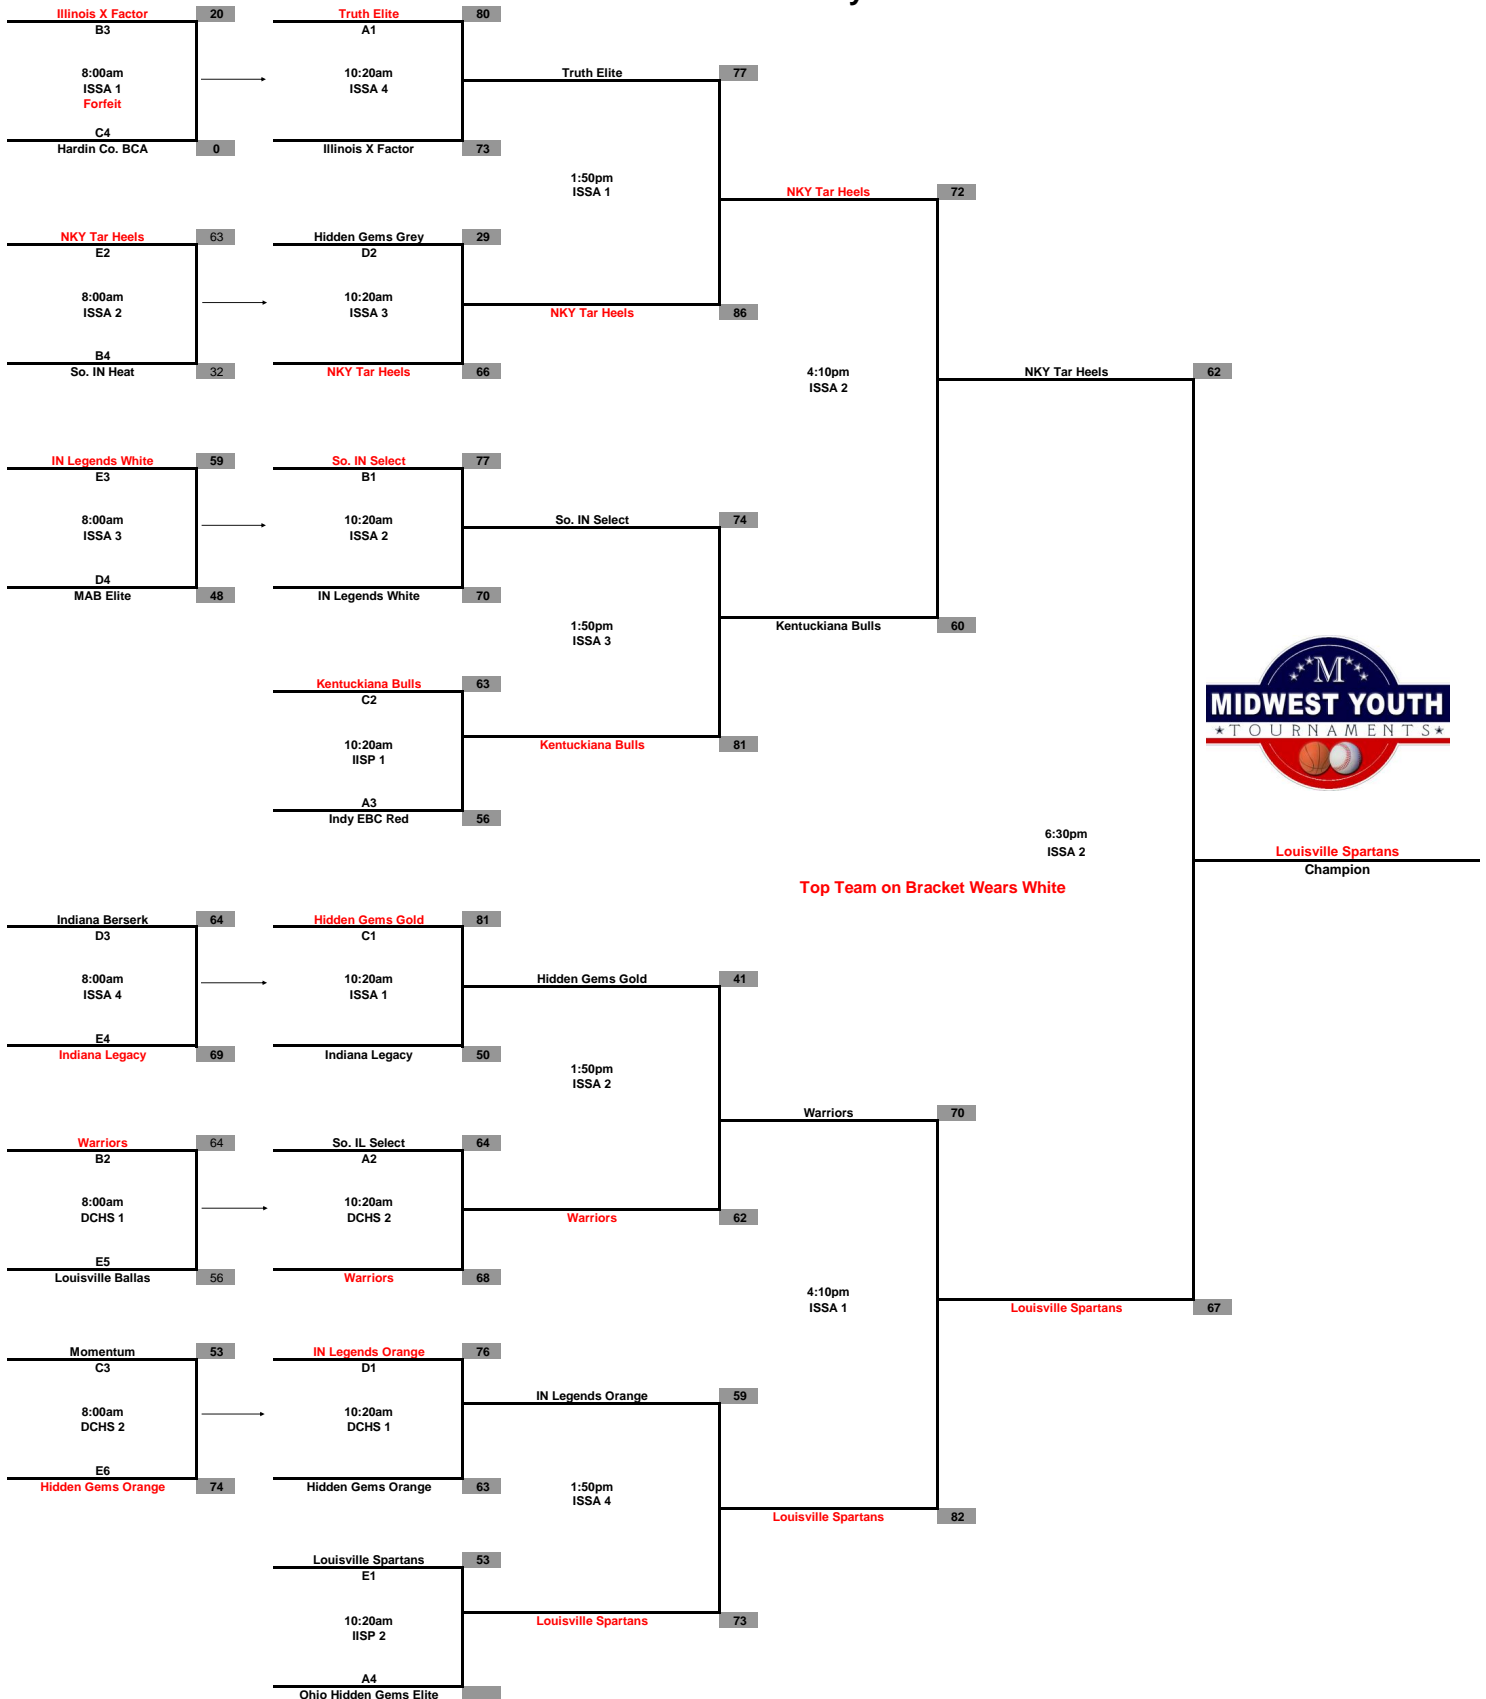 Illinois X Factor 20
B3
8:00am
ISSA 1
Forfeit
C4
Hardin Co. BCA 0
NKY Tar Heels 63
E2
8:00am
ISSA 2
B4
So. IN Heat 32
IN Legends White 59
E3
8:00am
ISSA 3
D4
MAB Elite 48
Indiana Berserk 64
D3
8:00am
ISSA 4
E4
Indiana Legacy 69
Warriors 64
B2
8:00am
DCHS 1
E5
Louisville Ballas 56
Momentum 53
C3
8:00am
DCHS 2
E6
Hidden Gems Orange 74
Truth Elite 80
A1
10:20am
ISSA 4
Illinois X Factor 73
Hidden Gems Grey 29
D2
10:20am
ISSA 3
NKY Tar Heels 66
So. IN Select 77
B1
10:20am
ISSA 2
IN Legends White 70
Kentuckiana Bulls 63
C2
10:20am
IISP 1
A3
Indy EBC Red 56
Hidden Gems Gold 81
C1
10:20am
ISSA 1
Indiana Legacy 50
So. IL Select 64
A2
10:20am
DCHS 2
Warriors 68
IN Legends Orange 76
D1
10:20am
DCHS 1
Hidden Gems Orange 63
Louisville Spartans 53
E1
10:20am
IISP 2
A4
Ohio Hidden Gems Elite
Truth Elite 77
1:50pm
ISSA 1
NKY Tar Heels 86
So. IN Select 74
1:50pm
ISSA 3
Kentuckiana Bulls 81
Hidden Gems Gold 41
1:50pm
ISSA 2
Warriors 62
IN Legends Orange 59
1:50pm
ISSA 4
Louisville Spartans 73
NKY Tar Heels 72
4:10pm
ISSA 2
Kentuckiana Bulls 60
Warriors 70
4:10pm
ISSA 1
Louisville Spartans 82
NKY Tar Heels 62
6:30pm
ISSA 2
Top Team on Bracket Wears White
Louisville Spartans 67
M
MIDWEST YOUTH
TOURNAMENTS
Louisville Spartans
Champion